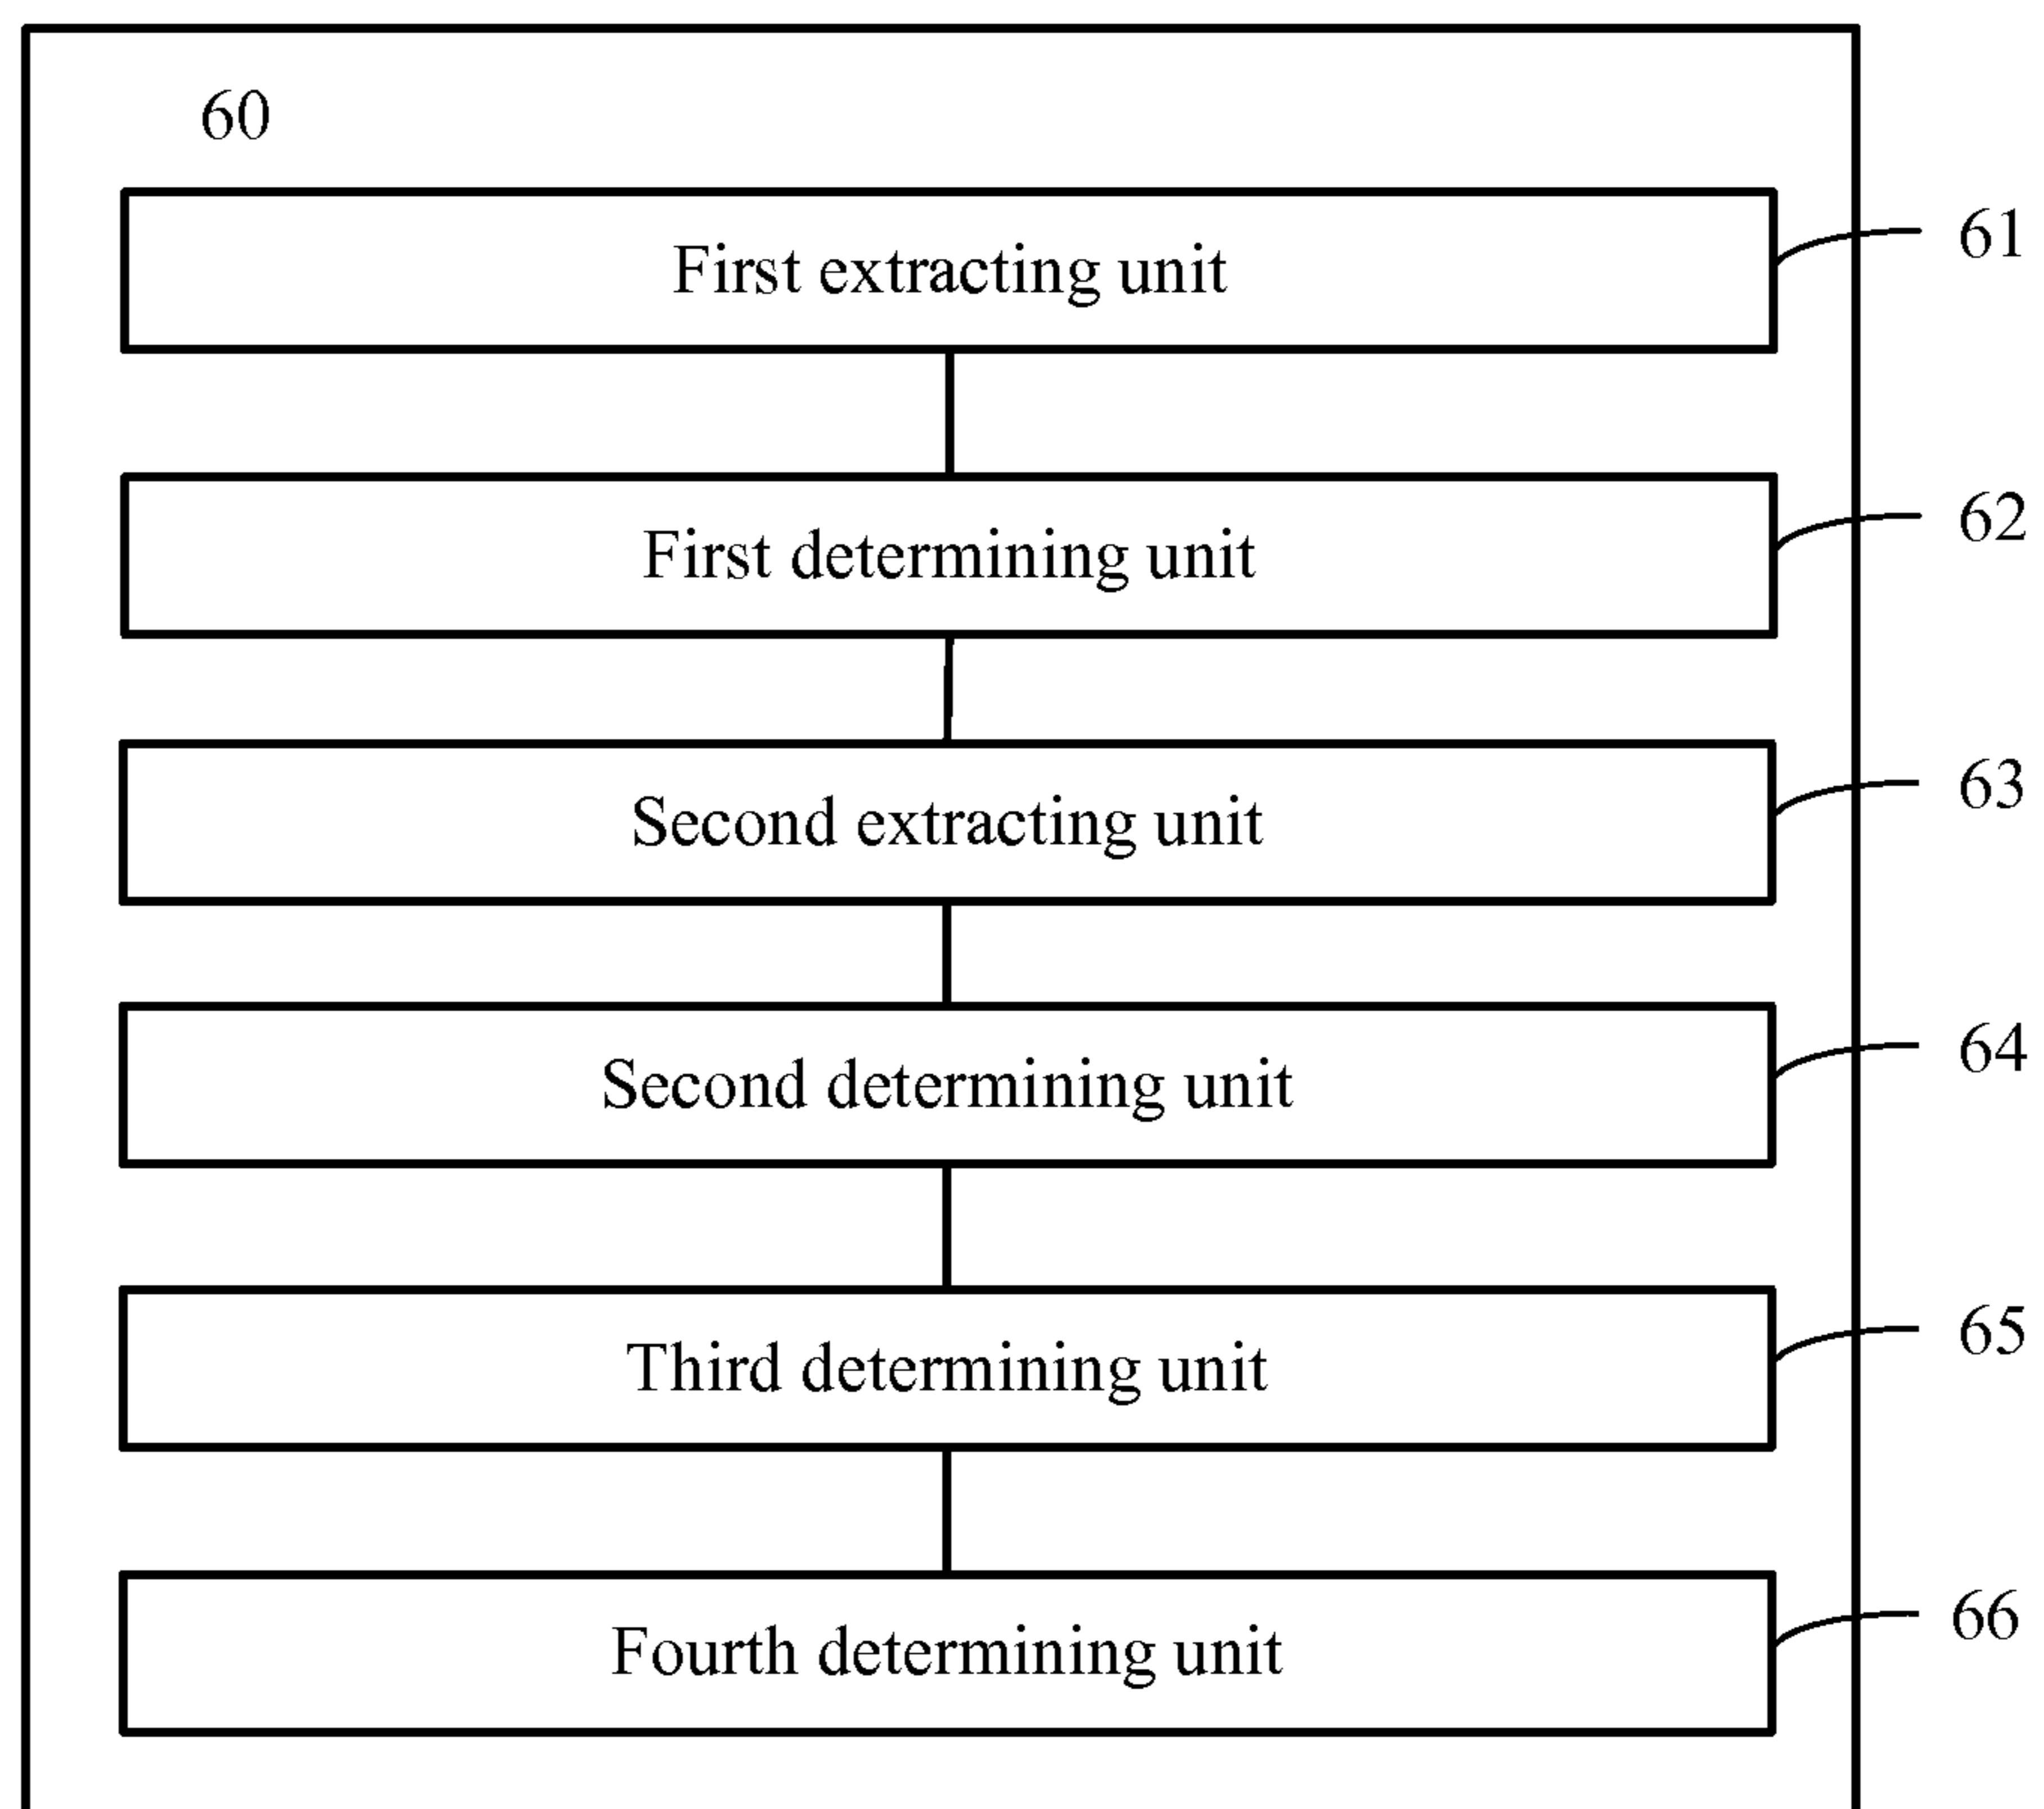 60
First extracting unit
61
First determining unit
62
Second extracting unit
63
Second determining unit
64
Third determining unit
65
Fourth determining unit
66